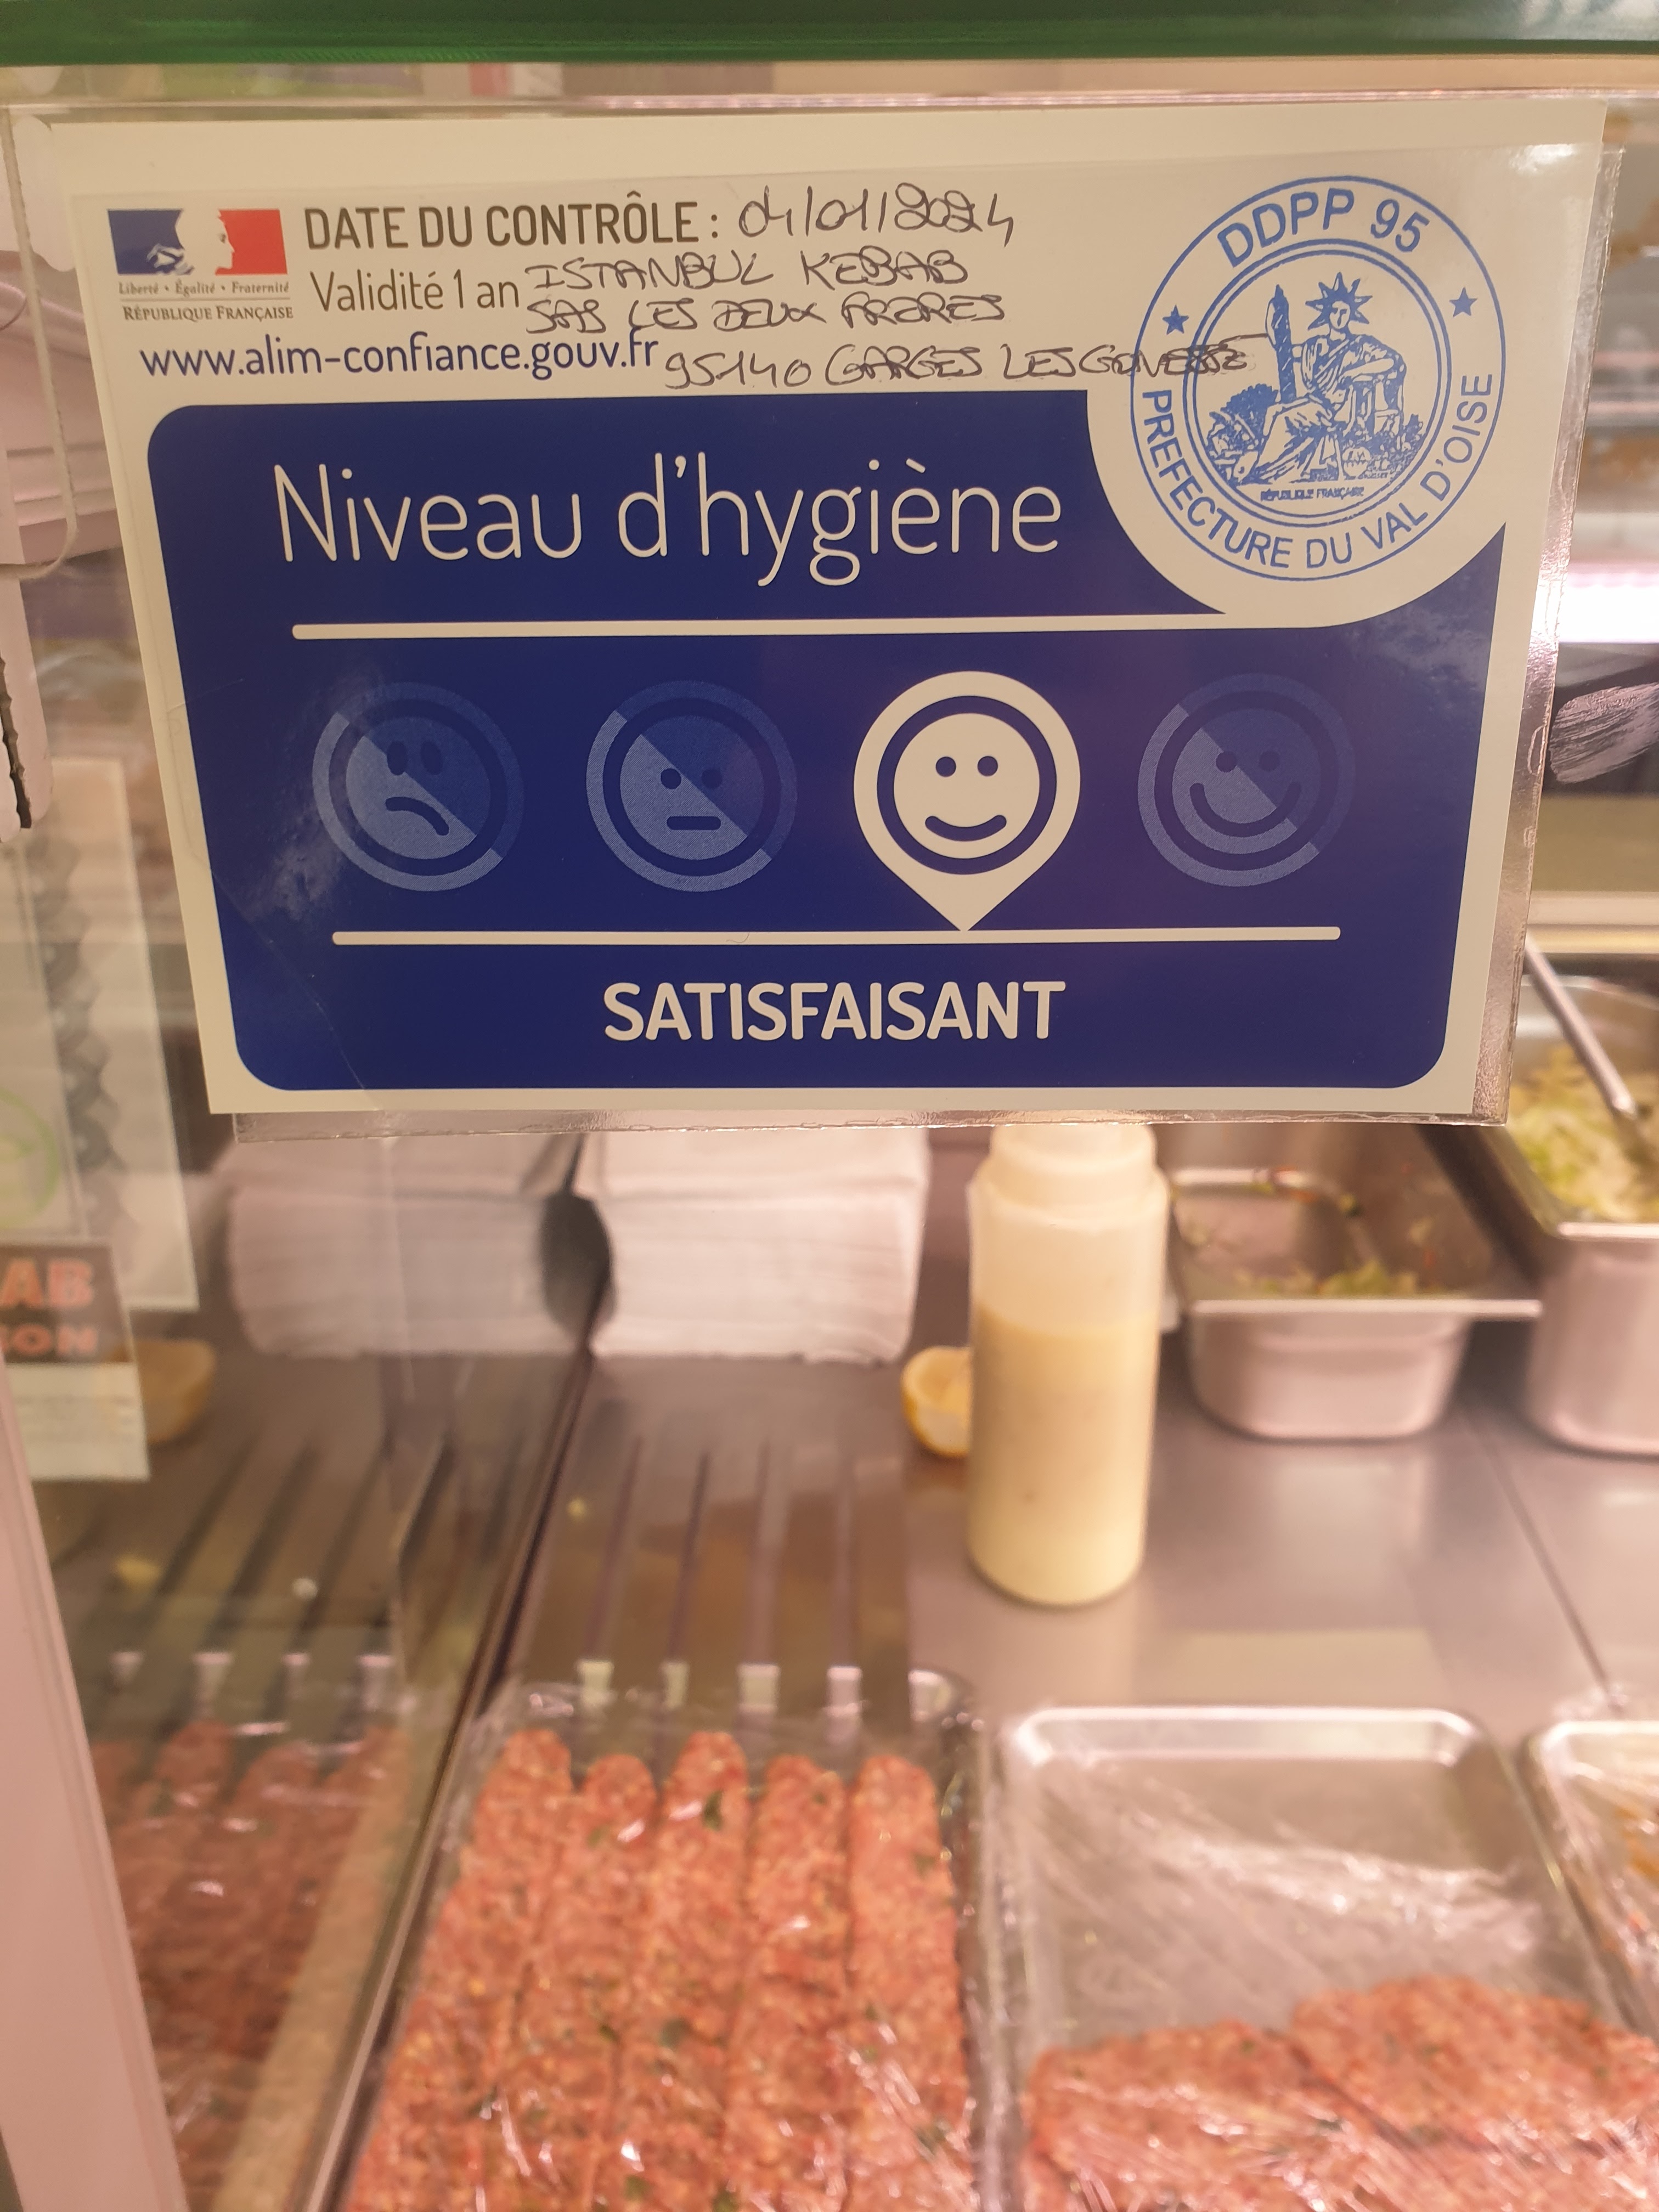 Liberté • Égalité • Fraternité
RÉPUBLIQUE FRANÇAISE
DATE DU CONTRÔLE : 04/01/2024
Validité 1 an ISTANBUL KEBAB
SAS LES DEUX FRERES
www.alim-confiance.gouv.fr 95140 GARGES LES GONESSE
DDPP 95
RÉPUBLIQUE FRANÇAISE
PREFECTURE DU VAL D'OISE
Niveau d'hygiène
SATISFAISANT
AB
ON